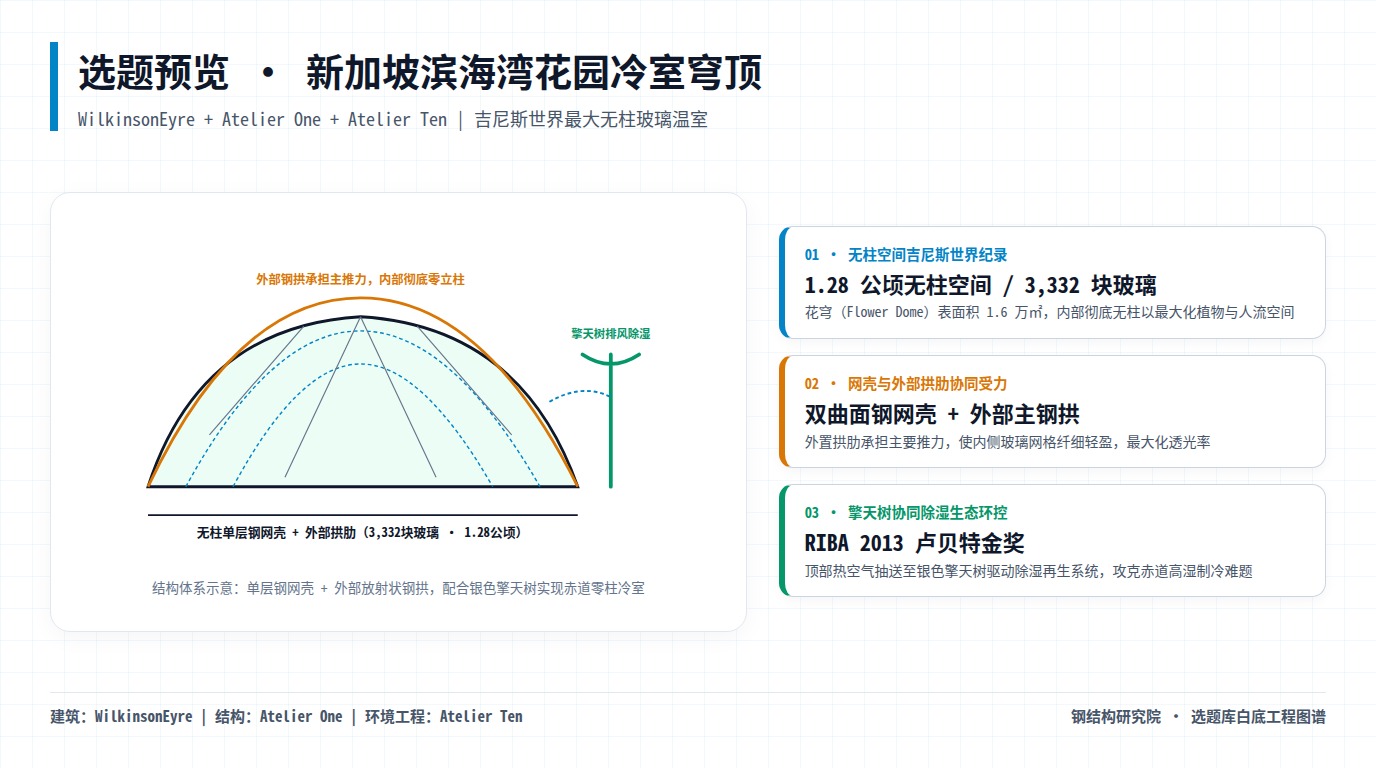 选题预览 · 新加坡滨海湾花园冷室穹顶
WilkinsonEyre + Atelier One + Atelier Ten | 吉尼斯世界最大无柱玻璃温室
外部钢拱承担主推力，内部彻底零立柱
擎天树排风除湿
无柱单层钢网壳 + 外部拱肋（3,332块玻璃 · 1.28公顷）
结构体系示意：单层钢网壳 + 外部放射状钢拱，配合银色擎天树实现赤道零柱冷室
01 · 无柱空间吉尼斯世界纪录
1.28 公顷无柱空间 / 3,332 块玻璃
花穹（Flower Dome）表面积 1.6 万㎡，内部彻底无柱以最大化植物与人流空间
02 · 网壳与外部拱肋协同受力
双曲面钢网壳 + 外部主钢拱
外置拱肋承担主要推力，使内侧玻璃网格纤细轻盈，最大化透光率
03 · 擎天树协同除湿生态环控
RIBA 2013 卢贝特金奖
顶部热空气抽送至银色擎天树驱动除湿再生系统，攻克赤道高湿制冷难题
建筑：WilkinsonEyre | 结构：Atelier One | 环境工程：Atelier Ten
钢结构研究院 · 选题库白底工程图谱